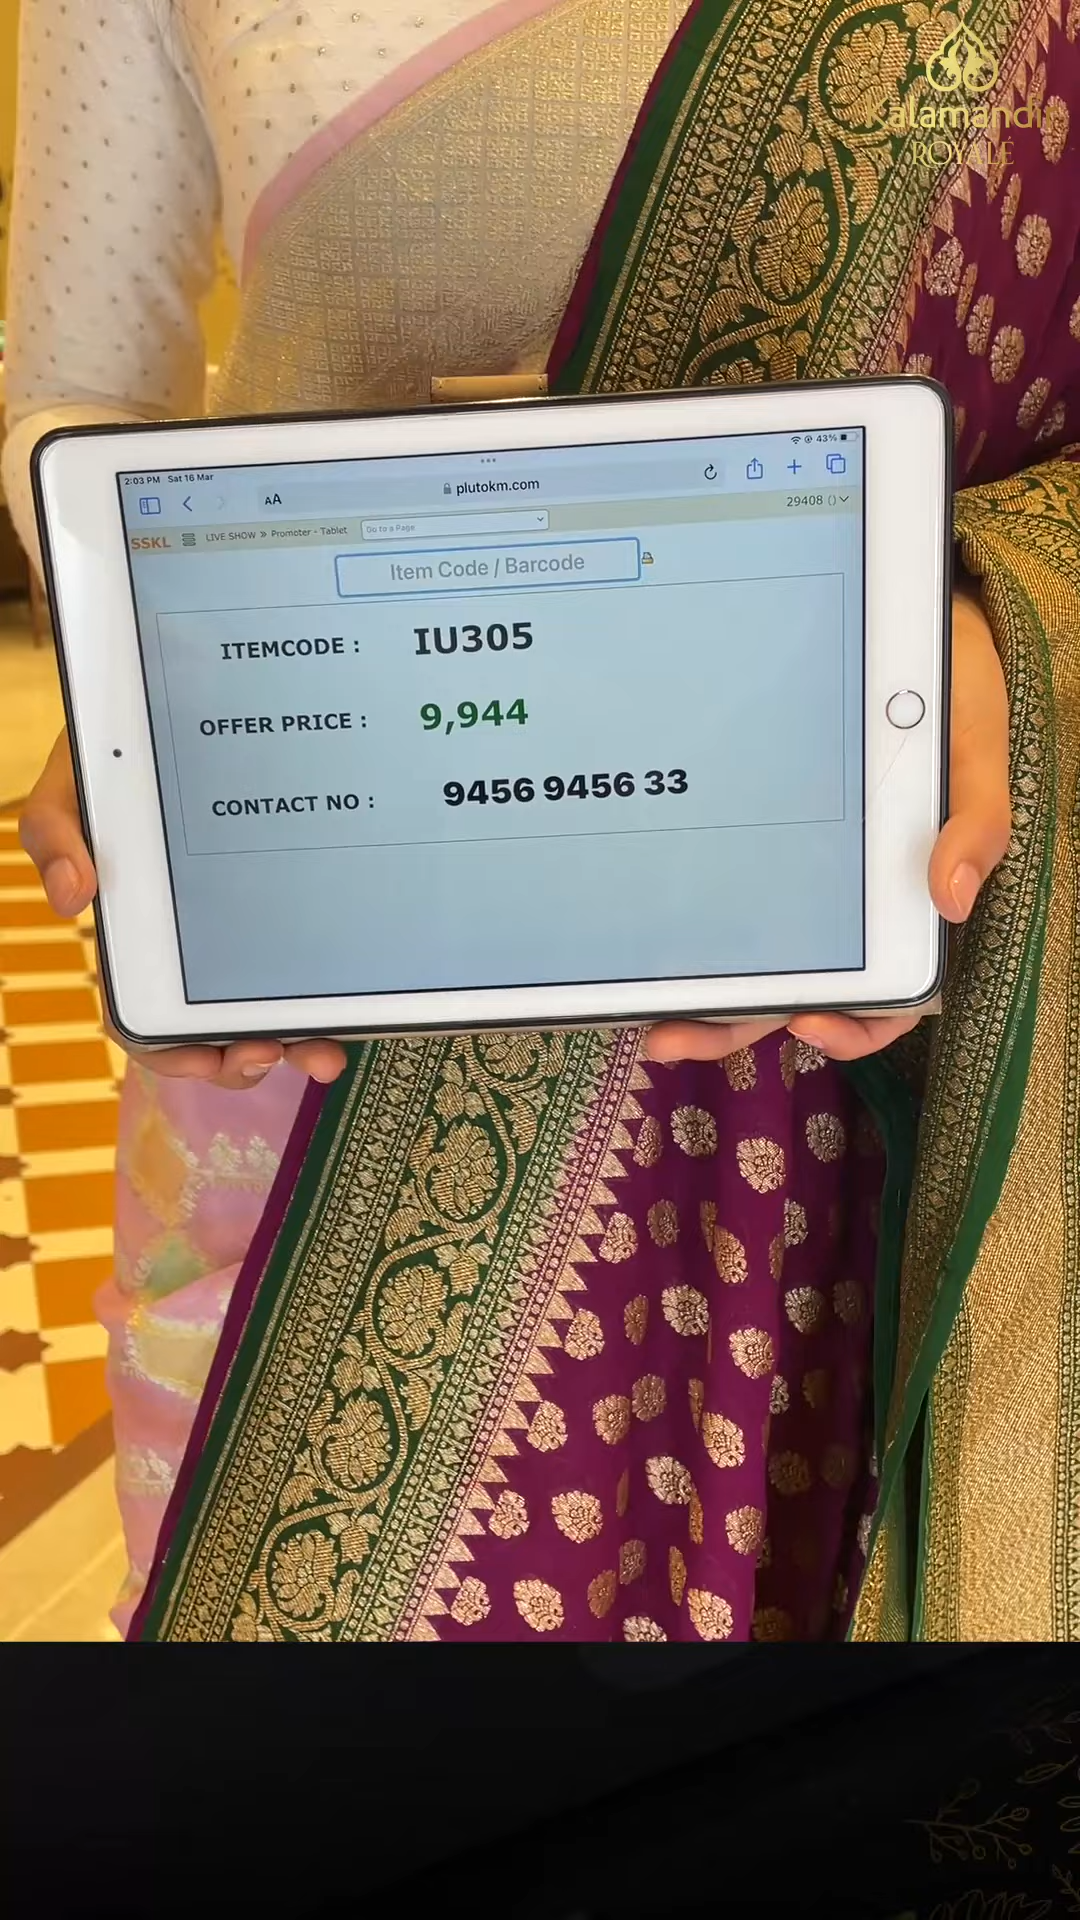 Kalamandir
ROYALE
2:03 PM Sat 16 Mar
43%
AA
plutokm.com
SSKL
LIVE SHOW » Promoter - Tablet
Go to a Page
29408 ()
Item Code / Barcode
ITEMCODE : IU305
OFFER PRICE : 9,944
CONTACT NO : 9456 9456 33